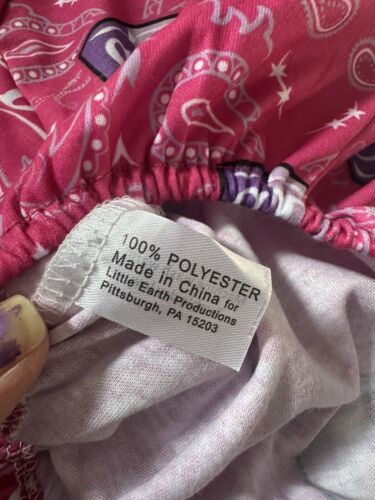 100% POLYESTER
Made in China for
Little Earth Productions
Pittsburgh, PA 15203